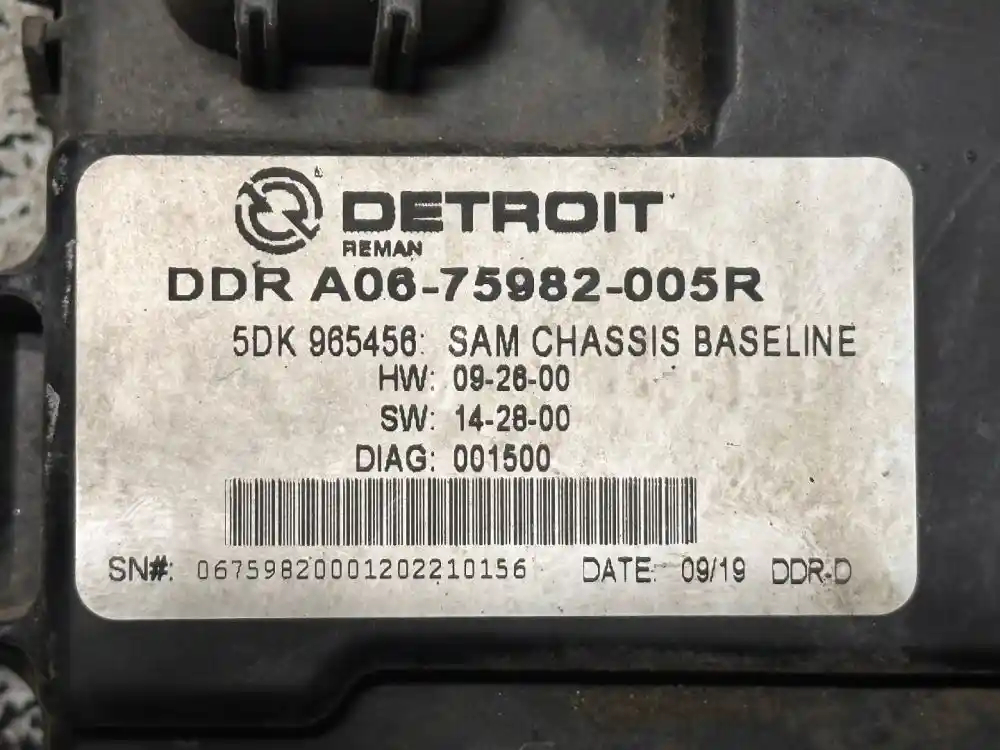 DETROIT
REMAN
DDR A06-75982-005R
5DK 965456: SAM CHASSIS BASELINE
HW: 09-26-00
SW: 14-28-00
DIAG: 001500
SN#: 06759820001202210156 DATE: 09/19 DDR-D